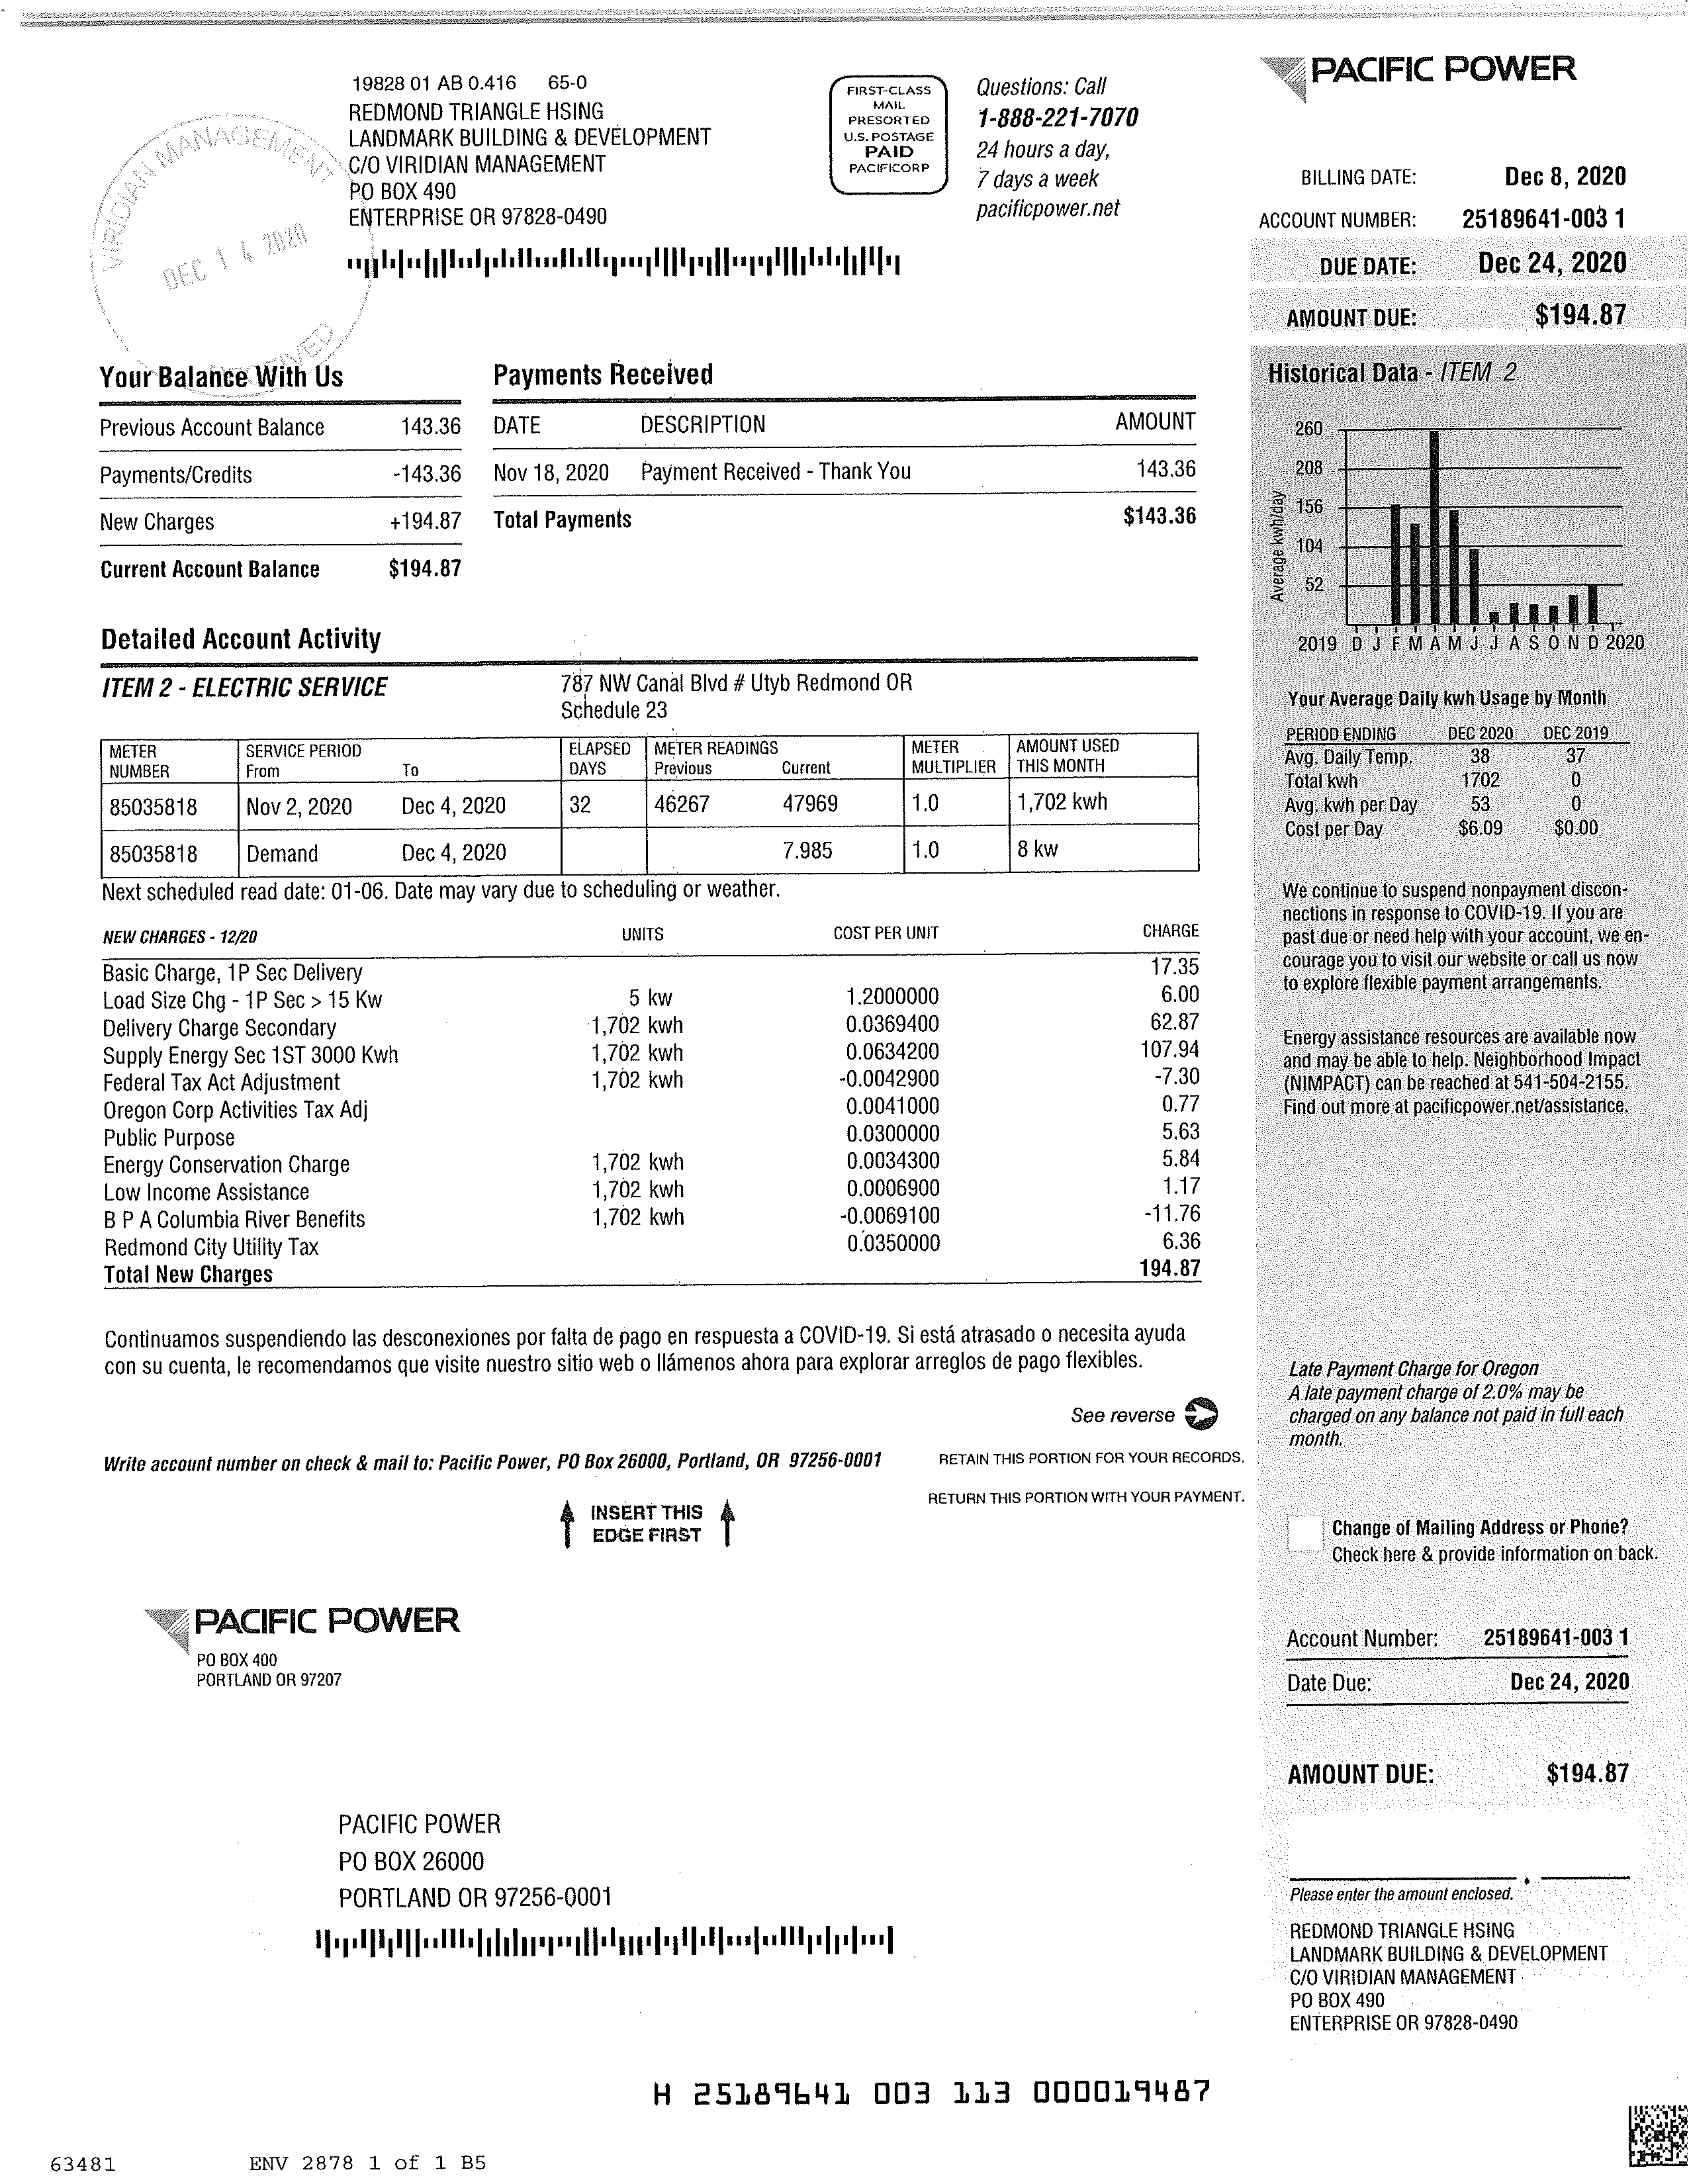 19828 01 AB 0.416 65-0
REDMOND TRIANGLE HSING
LANDMARK BUILDING & DEVELOPMENT
C/O VIRIDIAN MANAGEMENT
PO BOX 490
ENTERPRISE OR 97828-0490
VIRIDIAN MANAGEMENT
DEC 14 2020
RECEIVED
FIRST-CLASS
MAIL
PRESORTED
U.S. POSTAGE
PAID
PACIFICORP
Questions: Call
1-888-221-7070
24 hours a day,
7 days a week
pacificpower.net
PACIFIC POWER
BILLING DATE: Dec 8, 2020
ACCOUNT NUMBER: 25189641-003 1
DUE DATE: Dec 24, 2020
AMOUNT DUE: $194.87
Your Balance With Us
Previous Account Balance 143.36
Payments/Credits -143.36
New Charges +194.87
Current Account Balance $194.87
Payments Received
DATE DESCRIPTION AMOUNT
Nov 18, 2020 Payment Received - Thank You 143.36
Total Payments $143.36
Historical Data - ITEM 2
Average kwh/day
260
208
156
104
52
2019 D J F M A M J J A S O N D 2020
Detailed Account Activity
ITEM 2 - ELECTRIC SERVICE 787 NW Canal Blvd # Utyb Redmond OR
Schedule 23
METER SERVICE PERIOD ELAPSED METER READINGS METER AMOUNT USED
NUMBER From To DAYS Previous Current MULTIPLIER THIS MONTH
85035818 Nov 2, 2020 Dec 4, 2020 32 46267 47969 1.0 1,702 kwh
85035818 Demand Dec 4, 2020 7.985 1.0 8 kw
Next scheduled read date: 01-06. Date may vary due to scheduling or weather.
NEW CHARGES - 12/20 UNITS COST PER UNIT CHARGE
Basic Charge, 1P Sec Delivery 17.35
Load Size Chg - 1P Sec > 15 Kw 5 kw 1.2000000 6.00
Delivery Charge Secondary 1,702 kwh 0.0369400 62.87
Supply Energy Sec 1ST 3000 Kwh 1,702 kwh 0.0634200 107.94
Federal Tax Act Adjustment 1,702 kwh -0.0042900 -7.30
Oregon Corp Activities Tax Adj 0.0041000 0.77
Public Purpose 0.0300000 5.63
Energy Conservation Charge 1,702 kwh 0.0034300 5.84
Low Income Assistance 1,702 kwh 0.0006900 1.17
B P A Columbia River Benefits 1,702 kwh -0.0069100 -11.76
Redmond City Utility Tax 0.0350000 6.36
Total New Charges 194.87
Continuamos suspendiendo las desconexiones por falta de pago en respuesta a COVID-19. Si está atrasado o necesita ayuda
con su cuenta, le recomendamos que visite nuestro sitio web o llámenos ahora para explorar arreglos de pago flexibles.
See reverse
Your Average Daily kwh Usage by Month
PERIOD ENDING DEC 2020 DEC 2019
Avg. Daily Temp. 38 37
Total kwh 1702 0
Avg. kwh per Day 53 0
Cost per Day $6.09 $0.00
We continue to suspend nonpayment discon-
nections in response to COVID-19. If you are
past due or need help with your account, we en-
courage you to visit our website or call us now
to explore flexible payment arrangements.
Energy assistance resources are available now
and may be able to help. Neighborhood Impact
(NIMPACT) can be reached at 541-504-2155.
Find out more at pacificpower.net/assistance.
Late Payment Charge for Oregon
A late payment charge of 2.0% may be
charged on any balance not paid in full each
month.
Write account number on check & mail to: Pacific Power, PO Box 26000, Portland, OR 97256-0001
RETAIN THIS PORTION FOR YOUR RECORDS.
RETURN THIS PORTION WITH YOUR PAYMENT.
INSERT THIS
EDGE FIRST
Change of Mailing Address or Phone?
Check here & provide information on back.
PACIFIC POWER
PO BOX 400
PORTLAND OR 97207
Account Number: 25189641-003 1
Date Due: Dec 24, 2020
AMOUNT DUE: $194.87
PACIFIC POWER
PO BOX 26000
PORTLAND OR 97256-0001
Please enter the amount enclosed.
REDMOND TRIANGLE HSING
LANDMARK BUILDING & DEVELOPMENT
C/O VIRIDIAN MANAGEMENT
PO BOX 490
ENTERPRISE OR 97828-0490
H 25189641 003 113 000019487
63481 ENV 2878 1 of 1 B5